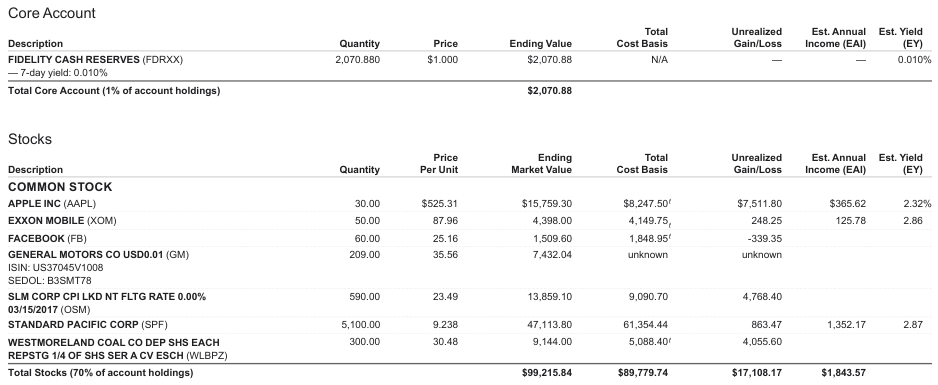 Core Account
Description Quantity Price Ending Value Total Cost Basis Unrealized Gain/Loss Est. Annual Income (EAI) Est. Yield (EY)
FIDELITY CASH RESERVES (FDRXX) 2,070.880 $1.000 $2,070.88 N/A — — 0.010%
— 7-day yield: 0.010%
Total Core Account (1% of account holdings) $2,070.88
Stocks
Description Quantity Price Per Unit Ending Market Value Total Cost Basis Unrealized Gain/Loss Est. Annual Income (EAI) Est. Yield (EY)
COMMON STOCK
APPLE INC (AAPL) 30.00 $525.31 $15,759.30 $8,247.50t $7,511.80 $365.62 2.32%
EXXON MOBILE (XOM) 50.00 87.96 4,398.00 4,149.75t 248.25 125.78 2.86
FACEBOOK (FB) 60.00 25.16 1,509.60 1,848.95t -339.35
GENERAL MOTORS CO USD0.01 (GM) 209.00 35.56 7,432.04 unknown unknown
ISIN: US37045V1008
SEDOL: B3SMT78
SLM CORP CPI LKD NT FLTG RATE 0.00% 590.00 23.49 13,859.10 9,090.70 4,768.40
03/15/2017 (OSM)
STANDARD PACIFIC CORP (SPF) 5,100.00 9.238 47,113.80 61,354.44 863.47 1,352.17 2.87
WESTMORELAND COAL CO DEP SHS EACH 300.00 30.48 9,144.00 5,088.40t 4,055.60
REPSTG 1/4 OF SHS SER A CV ESCH (WLBPZ)
Total Stocks (70% of account holdings) $99,215.84 $89,779.74 $17,108.17 $1,843.57